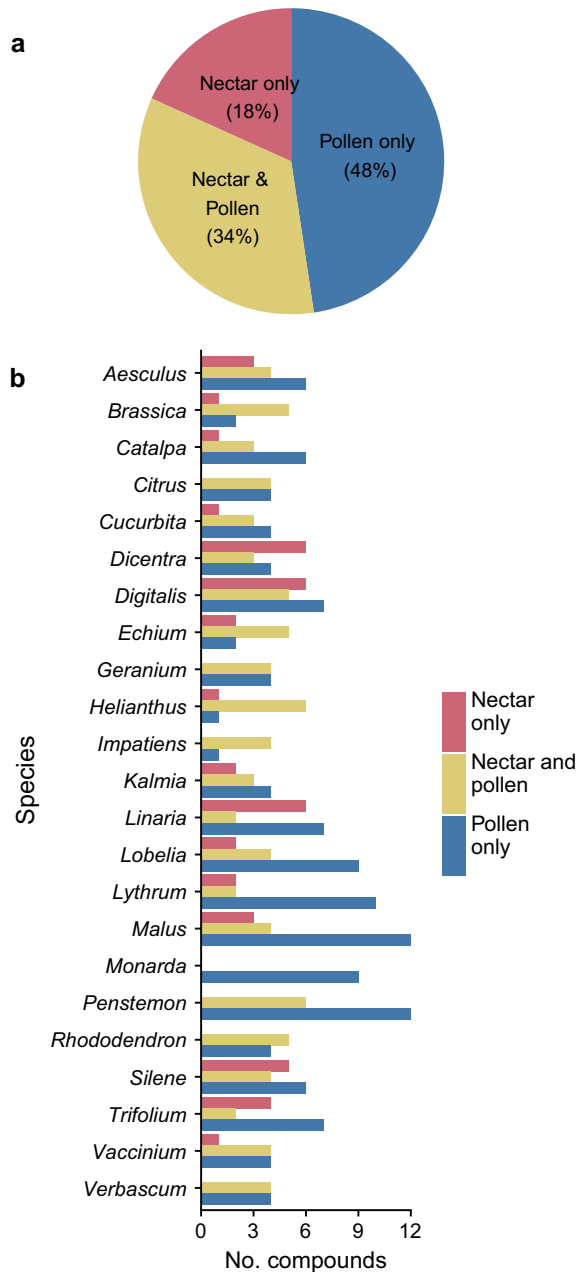 a
Nectar only
(18%)
Pollen only
(48%)
Nectar &
Pollen
(34%)
b
Species
Aesculus
Brassica
Catalpa
Citrus
Cucurbita
Dicentra
Digitalis
Echium
Geranium
Helianthus
Impatiens
Kalmia
Linaria
Lobelia
Lythrum
Malus
Monarda
Penstemon
Rhododendron
Silene
Trifolium
Vaccinium
Verbascum
Nectar
only
Nectar and
pollen
Pollen
only
0 3 6 9 12
No. compounds